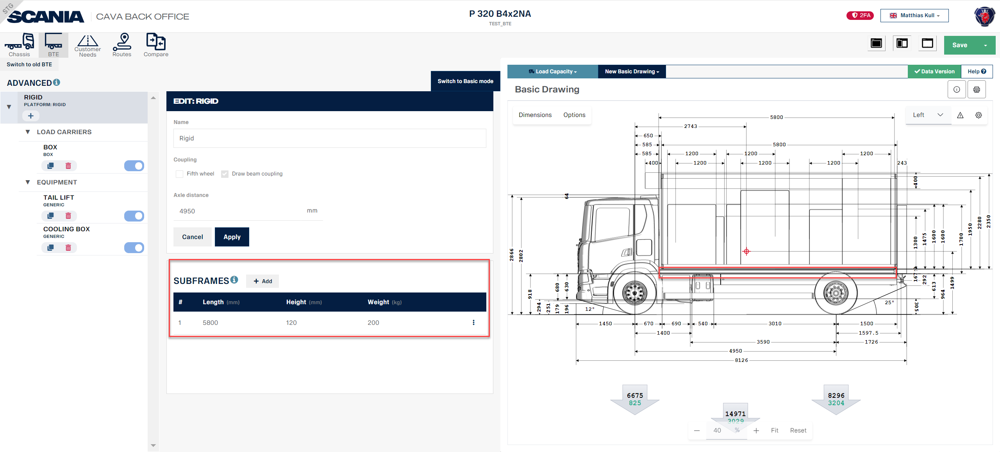 STG
SCANIA
CAVA BACK OFFICE
P 320 B4x2NA
TEST_BTE
2FA
Matthias Kull
Chassis
BTE
Customer Needs
Routes
Compare
Save
Switch to old BTE
ADVANCED
Switch to Basic mode
RIGID
PLATFORM: RIGID
LOAD CARRIERS
BOX
BOX
EQUIPMENT
TAIL LIFT
GENERIC
COOLING BOX
GENERIC
EDIT: RIGID
Name
Rigid
Coupling
Fifth wheel
Draw beam coupling
Axle distance
4950 mm
Cancel
Apply
SUBFRAMES
+ Add
# Length (mm) Height (mm) Weight (kg)
1 5800 120 200
Load Capacity
New Basic Drawing
Data Version
Help
Basic Drawing
Dimensions
Options
Left
5800
2743
650
585
5800
585
1200
1200
1200
400
1200
1200
1200
243
64
400
2866
2802
1300
1475
1600
1600
1700
1950
2280
2350
918
680
630
294
251
179
196
12°
25°
292
613
964
1499
305
1450
670
690
540
3010
1500
1400
1597.5
3590
1726
4950
8126
6675
825
14971
3029
8296
3204
40 %
Fit
Reset